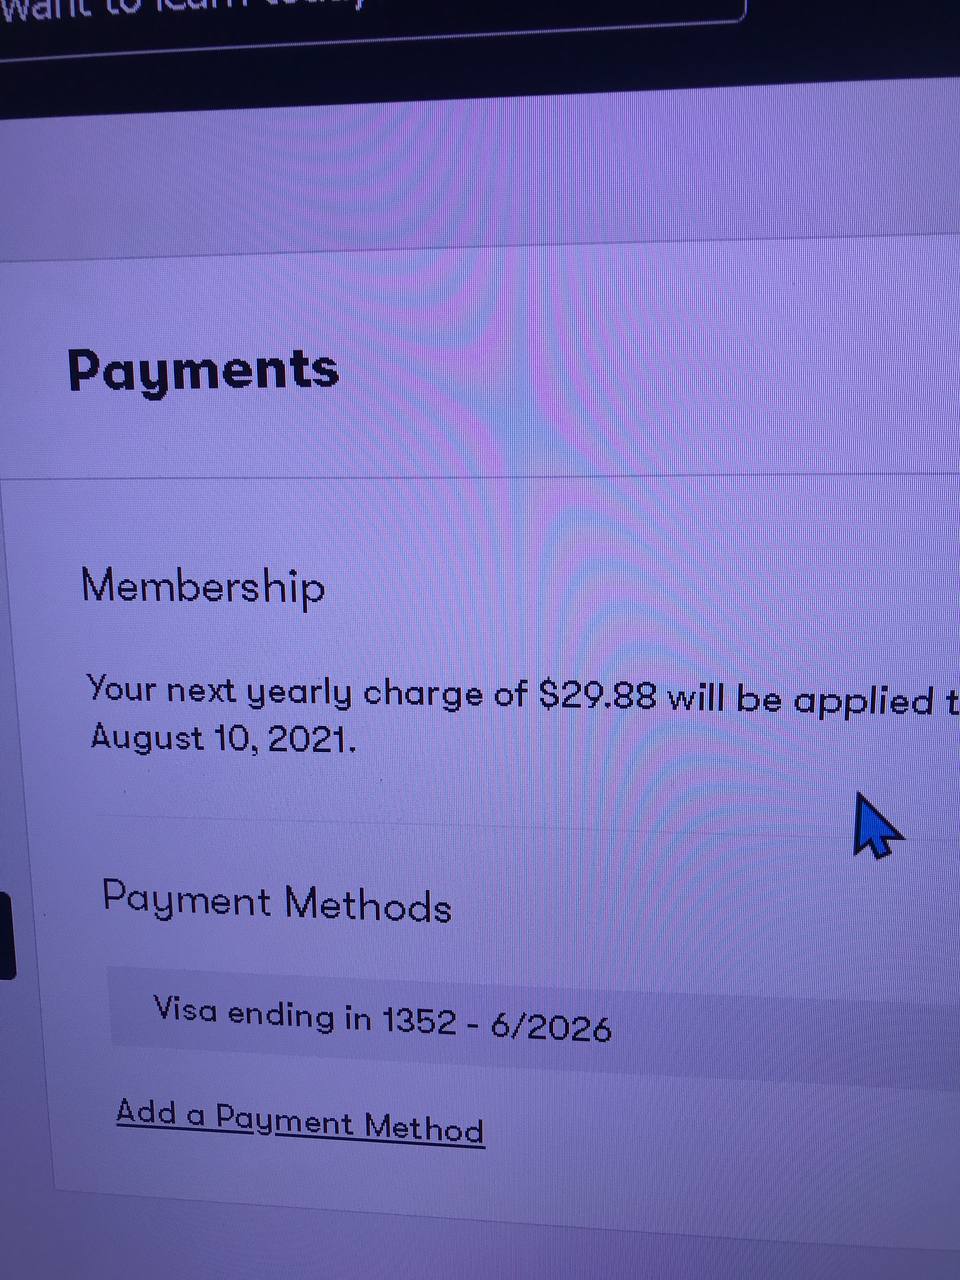 want to learn today
Payments
Membership
Your next yearly charge of $29.88 will be applied
August 10, 2021.
Payment Methods
Visa ending in 1352 - 6/2026
Add a Payment Method